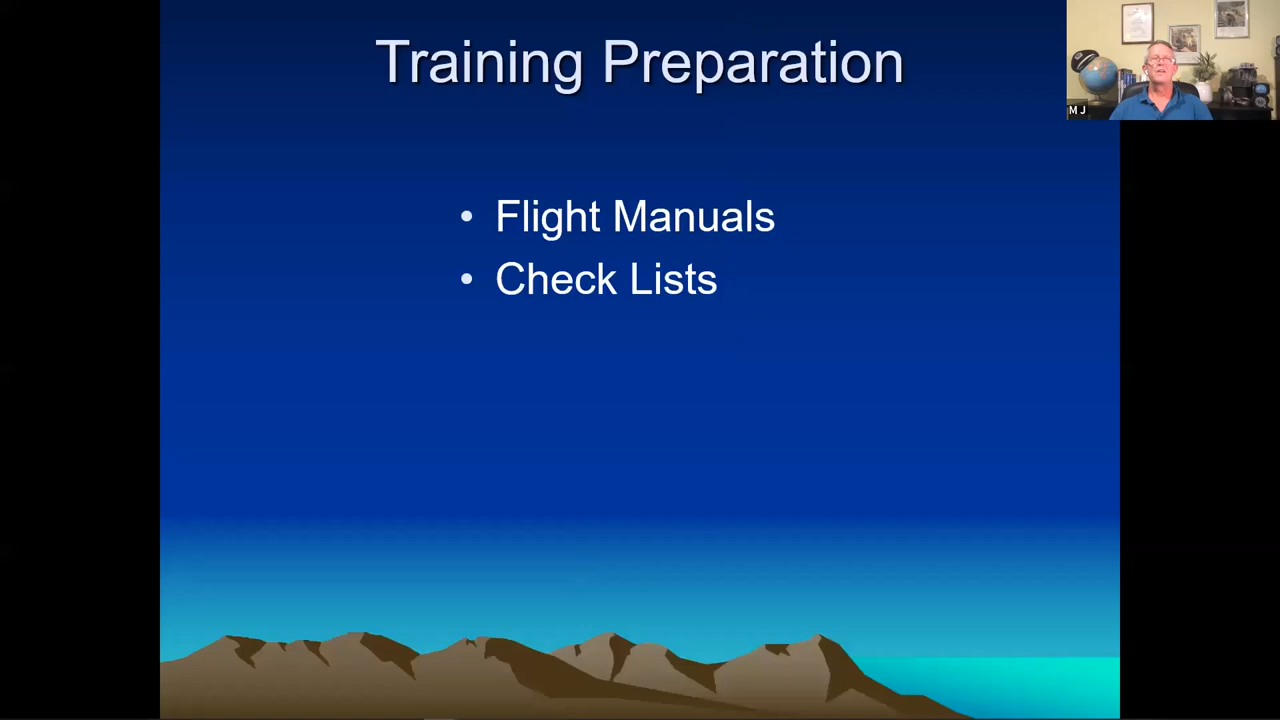 Training Preparation
M J
• Flight Manuals
• Check Lists